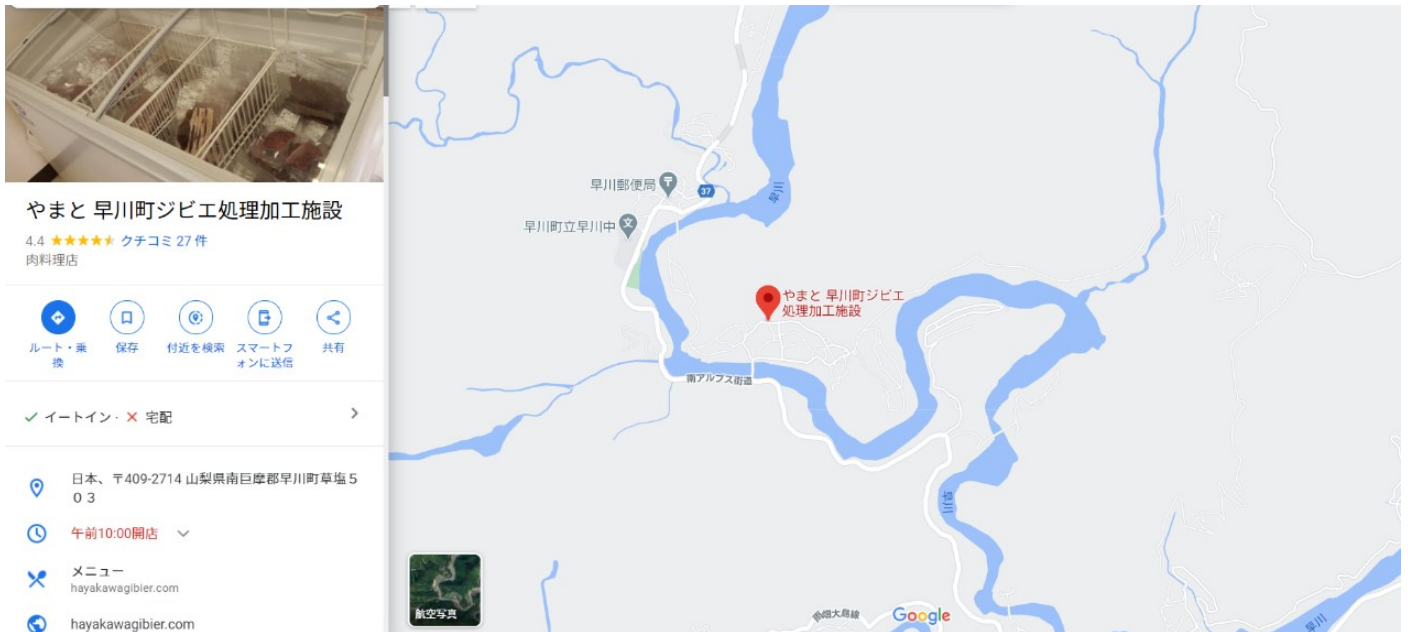 やまと 早川町ジビエ処理加工施設
4.4 ★★★★★ クチコミ 27 件
肉料理店
ルート・乗
換
保存
付近を検索
スマートフ
ォンに送信
共有
✓ イートイン · ✕ 宅配
日本、〒409-2714 山梨県南巨摩郡早川町草塩5
03
午前10:00開店
メニュー
hayakawagibier.com
hayakawagibier.com
早川郵便局
37
早川
早川町立早川中
やまと 早川町ジビエ
処理加工施設
南アルプス街道
早川
航空写真
Google
早川